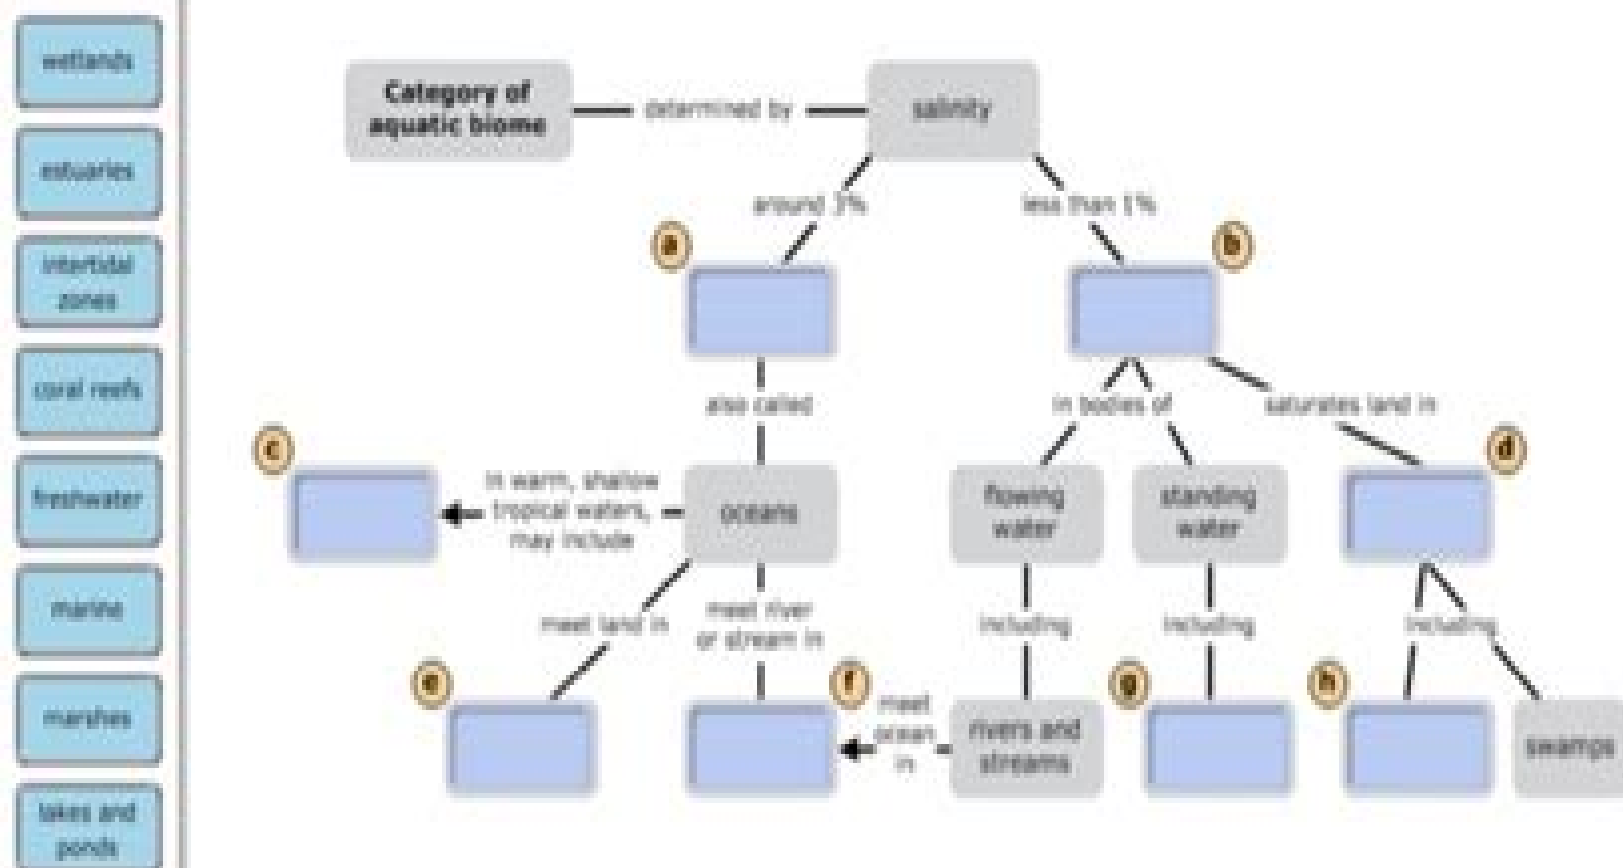 wetlands
estuaries
intertidal
zones
coral reefs
freshwater
marine
marshes
lakes and
ponds
Category of
aquatic biome
determined by
salinity
around 3%
less than 1%
a
b
also called
in bodies of
saturates land in
c
d
in warm, shallow
tropical waters,
may include
oceans
flowing
water
standing
water
meet land in
meet river
or stream in
including
including
including
e
f
g
h
meet
ocean
in
rivers and
streams
swamps